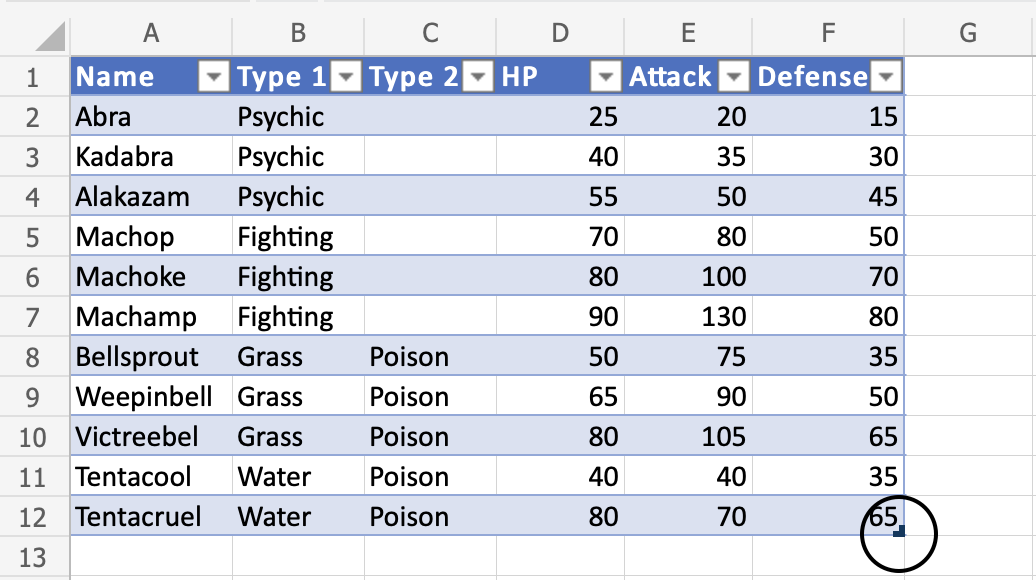 A B C D E F G
1 Name Type 1 Type 2 HP Attack Defense
2 Abra Psychic 25 20 15
3 Kadabra Psychic 40 35 30
4 Alakazam Psychic 55 50 45
5 Machop Fighting 70 80 50
6 Machoke Fighting 80 100 70
7 Machamp Fighting 90 130 80
8 Bellsprout Grass Poison 50 75 35
9 Weepinbell Grass Poison 65 90 50
10 Victreebel Grass Poison 80 105 65
11 Tentacool Water Poison 40 40 35
12 Tentacruel Water Poison 80 70 65
13